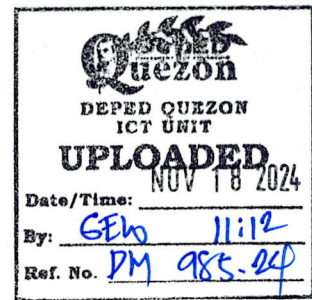 DEPED
Quezon
DEPED QUEZON
ICT UNIT
UPLOADED
NOV 18 2024
Date/Time:
By: 11:12
Ref. No. DM 985-24